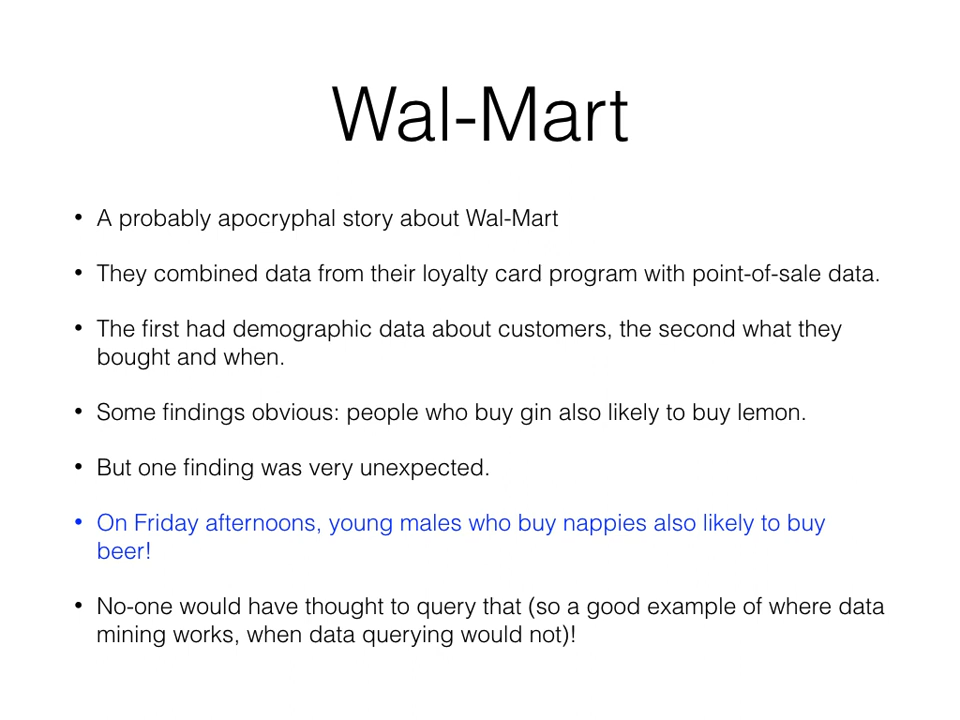 Wal-Mart
• A probably apocryphal story about Wal-Mart
• They combined data from their loyalty card program with point-of-sale data.
• The first had demographic data about customers, the second what they
bought and when.
• Some findings obvious: people who buy gin also likely to buy lemon.
• But one finding was very unexpected.
• On Friday afternoons, young males who buy nappies also likely to buy
beer!
• No-one would have thought to query that (so a good example of where data
mining works, when data querying would not)!